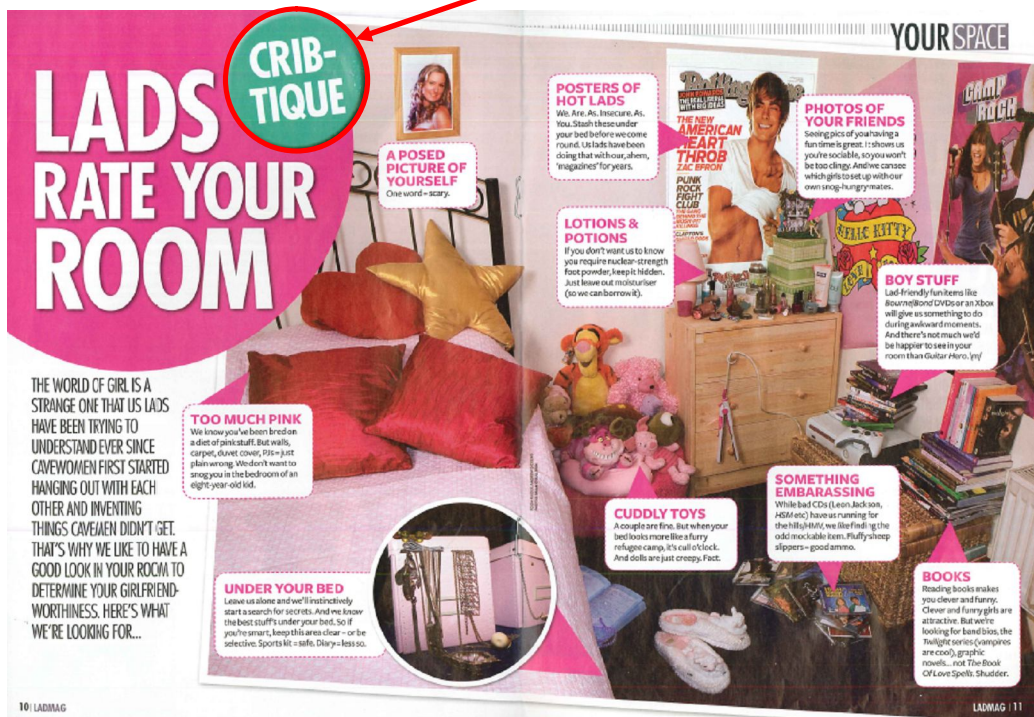 CRIB-
TIQUE
LADS
RATE YOUR
ROOM
YOUR SPACE
THE WORLD OF GIRL IS A
STRANGE ONE THAT US LADS
HAVE BEEN TRYING TO
UNDERSTAND EVER SINCE
CAVEWOMEN FIRST STARTED
HANGING OUT WITH EACH
OTHER AND INVENTING
THINGS CAVEMEN DIDN'T GET.
THAT'S WHY WE LIKE TO HAVE A
GOOD LOOK IN YOUR ROOM TO
DETERMINE YOUR GIRLFRIEND-
WORTHINESS. HERE'S WHAT
WE'RE LOOKING FOR...
A POSED
PICTURE OF
YOURSELF
One word = scary.
TOO MUCH PINK
We know you've been bred on
a diet of pink stuff. But walls,
carpet, duvet cover, PJs = just
plain wrong. We don't want to
snog you in the bedroom of an
eight-year-old kid.
UNDER YOUR BED
Leave us alone and we'll instinctively
start a search for secrets. And we know
the best stuff's under your bed. So if
you're smart, keep this area clear – or be
selective. Sports kit = safe. Diary = less so.
POSTERS OF
HOT LADS
We. Are. As. Insecure. As.
You. Stash these under
your bed before we come
round. Us lads have been
doing that with our, ahem,
'magazines' for years.
LOTIONS &
POTIONS
If you don't want us to know
you require nuclear-strength
foot powder, keep it hidden.
Just leave out moisturiser
(so we can borrow it).
Rolling Stone
JOHN EDWARDS
THE REAL LEADER
WITH BIG IDEAS
THE NEW
AMERICAN
HEART
THROB
ZAC EFRON
PUNK
ROCK
FIGHT
CLUB
PHOTOS OF
YOUR FRIENDS
Seeing pics of you having a
fun time is great. It shows us
you're sociable, so you won't
be too clingy. And we can see
which girls to set up with our
own snog-hungry-mates.
CAMP
ROCK
HELLO KITTY
BOY STUFF
Lad-friendly fun items like
Bourne/Bond DVDs or an Xbox
will give us something to do
during awkward moments.
And there's not much we'd
be happier to see in your
room than Guitar Hero. \m/
CUDDLY TOYS
A couple are fine. But when your
bed looks more like a furry
refugee camp, it's cull o'clock.
And dolls are just creepy. Fact.
SOMETHING
EMBARASSING
While bad CDs (Leon Jackson,
HSM etc) have us running for
the hills/HMV, we like finding the
odd mockable item. Fluffy sheep
slippers = good ammo.
BOOKS
Reading books makes
you clever and funny.
Clever and funny girls are
attractive. But we're
looking for band bios, the
Twilight series (vampires
are cool), graphic
novels... not The Book
Of Love Spells. Shudder.
10 | LADMAG
LADMAG | 11